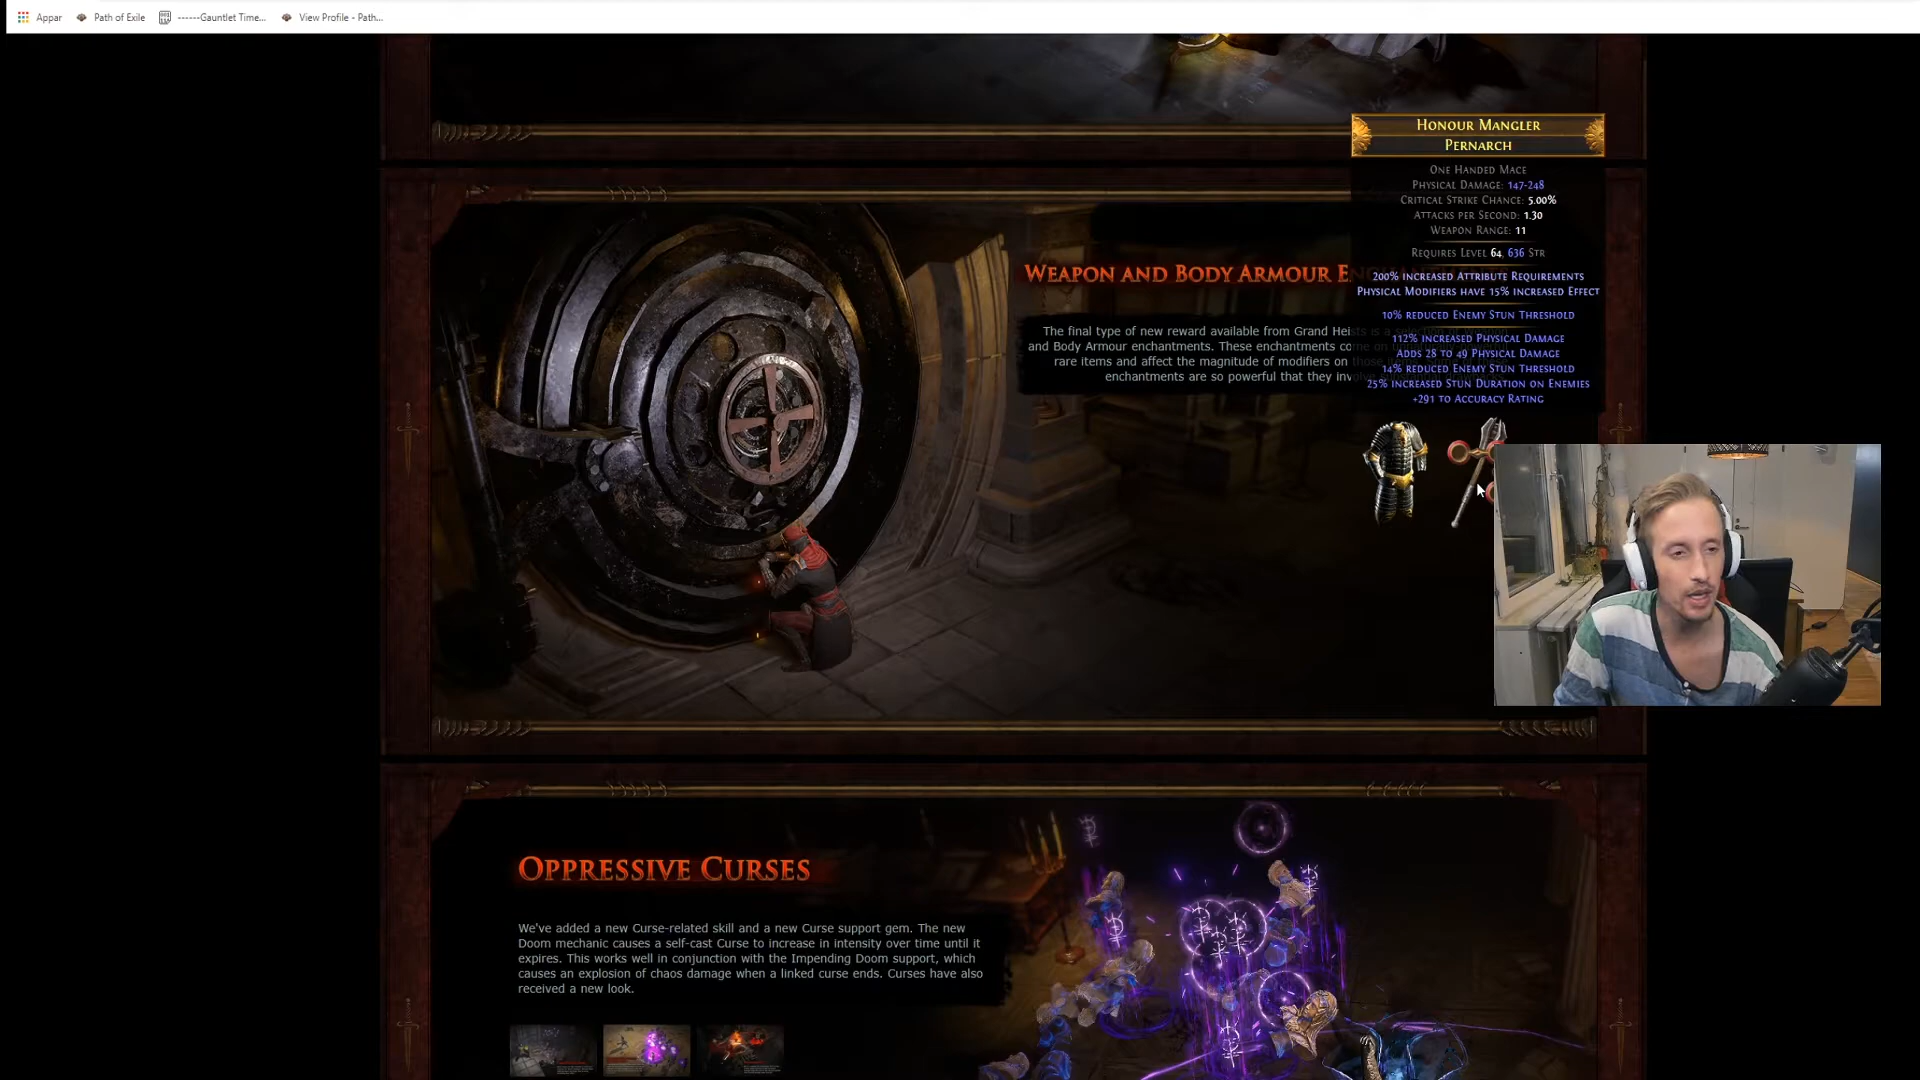 Appar Path of Exile ------Gauntlet Time... View Profile - Path...
Honour Mangler
Pernarch
One Handed Mace
Physical Damage: 147-248
Critical Strike Chance: 5.00%
Attacks per Second: 1.30
Weapon Range: 11
Requires Level 64, 636 Str
200% increased Attribute Requirements
Physical Modifiers have 15% increased Effect
10% reduced Enemy Stun Threshold
112% increased Physical Damage
Adds 28 to 49 Physical Damage
14% reduced Enemy Stun Threshold
25% increased Stun Duration on Enemies
+291 to Accuracy Rating
Weapon and Body Armour
The final type of new reward available from Grand Heists is a
and Body Armour enchantments. These enchantments
rare items and affect the magnitude of modifiers on
enchantments are so powerful that they
Oppressive Curses
We've added a new Curse-related skill and a new Curse support gem. The new
Doom mechanic causes a self-cast Curse to increase in intensity over time until it
expires. This works well in conjunction with the Impending Doom support, which
causes an explosion of chaos damage when a linked curse ends. Curses have also
received a new look.